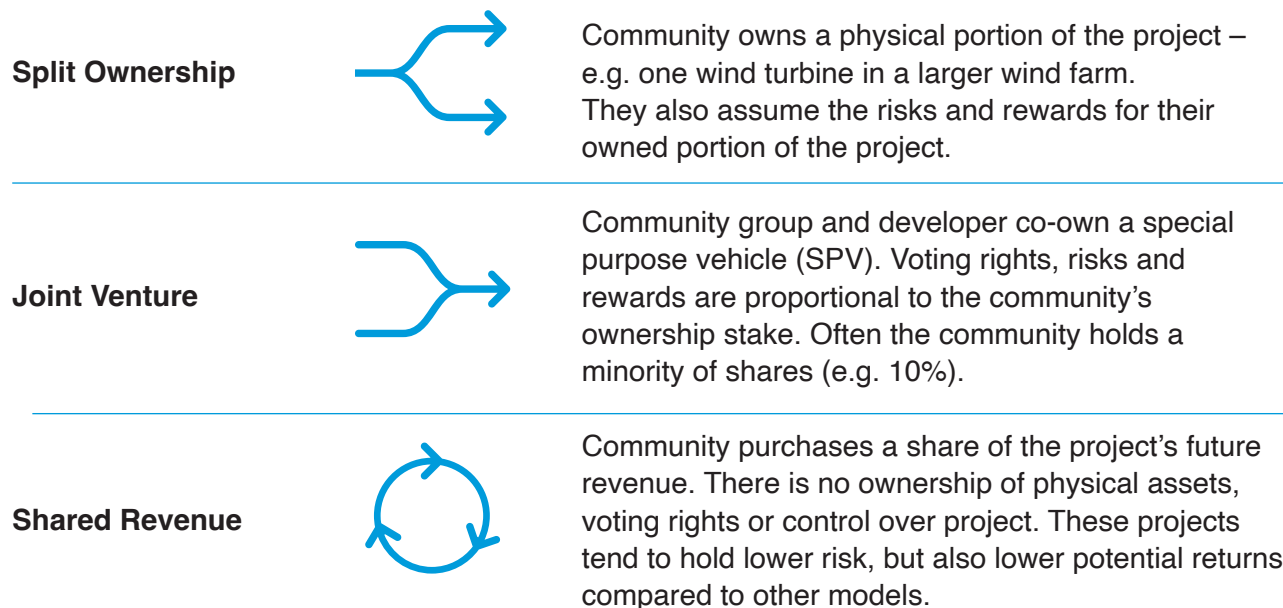 Split Ownership
Community owns a physical portion of the project –
e.g. one wind turbine in a larger wind farm.
They also assume the risks and rewards for their
owned portion of the project.
Joint Venture
Community group and developer co-own a special
purpose vehicle (SPV). Voting rights, risks and
rewards are proportional to the community’s
ownership stake. Often the community holds a
minority of shares (e.g. 10%).
Shared Revenue
Community purchases a share of the project’s future
revenue. There is no ownership of physical assets,
voting rights or control over project. These projects
tend to hold lower risk, but also lower potential returns
compared to other models.